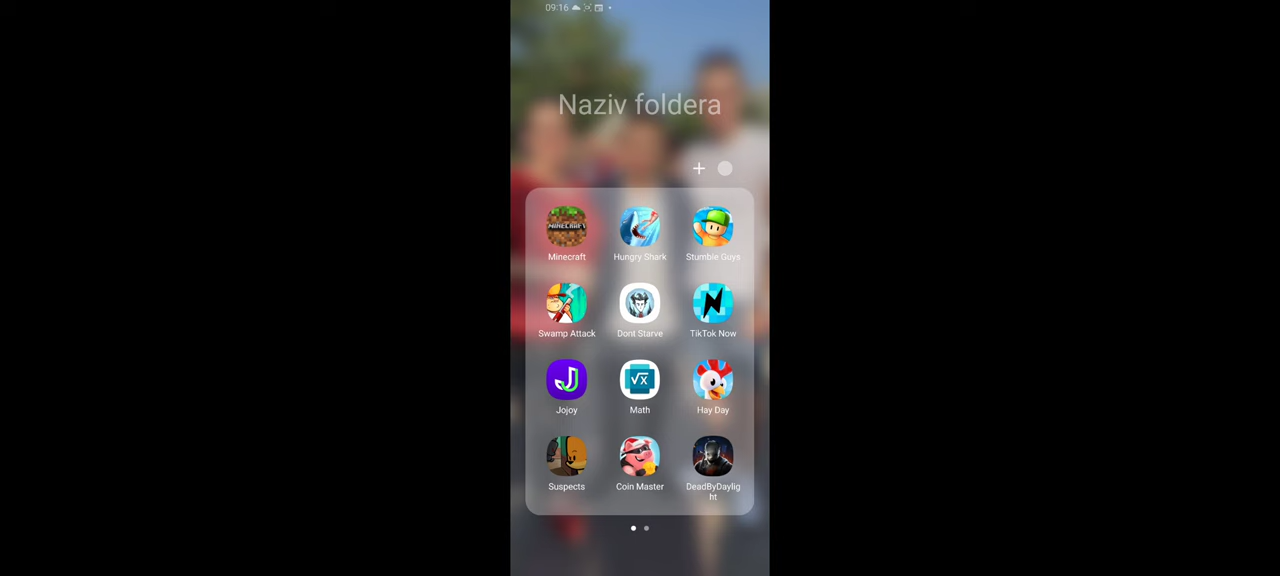 09:16
Naziv foldera
MINECRAFT
Minecraft Hungry Shark Stumble Guys
Swamp Attack Dont Starve TikTok Now
√x
Jojoy Math Hay Day
Suspects Coin Master DeadByDaylig
ht